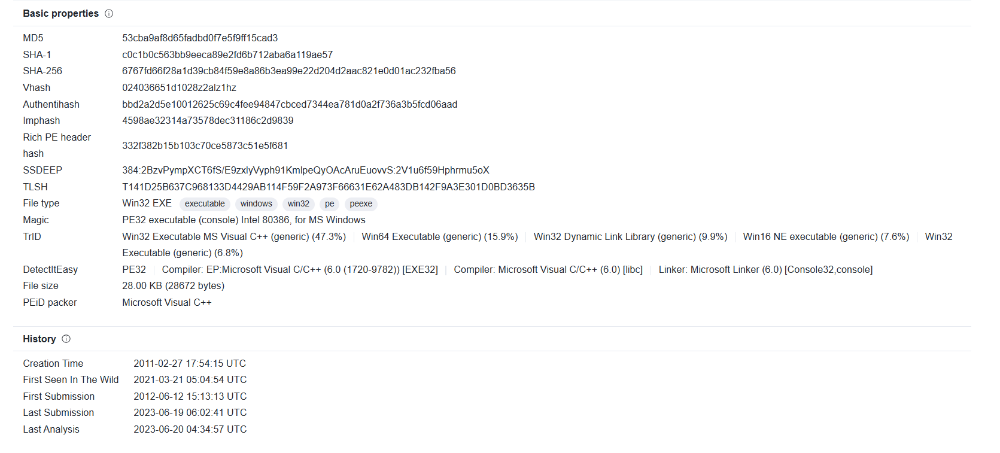 Basic properties
MD5 53cba9af8d65fadbd0f7e5f9ff15cad3
SHA-1 c0c1b0c563bb9eeca89e2fd6b712aba6a119ae57
SHA-256 6767fd66f28a1d39cb84f59e8a86b3ea99e22d204d2aac821e0d01ac232fba56
Vhash 024036651d1028z2alz1hz
Authentihash bbd2a2d5e10012625c69c4fee94847cbced7344ea781d0a2f736a3b5fcd06aad
Imphash 4598ae32314a73578dec31186c2d9839
Rich PE header
hash 332f382b15b103c70ce5873c51e5f681
SSDEEP 384:2BzvPympXCT6fS/E9zxlyVyph91KmlpeQyOAcAruEuovvS:2V1u6f59Hphrmu5oX
TLSH T141D25B637C968133D4429AB114F59F2A973F66631E62A483DB142F9A3E301D0BD3635B
File type Win32 EXE executable windows win32 pe peexe
Magic PE32 executable (console) Intel 80386, for MS Windows
TrID Win32 Executable MS Visual C++ (generic) (47.3%) Win64 Executable (generic) (15.9%) Win32 Dynamic Link Library (generic) (9.9%) Win16 NE executable (generic) (7.6%) Win32
Executable (generic) (6.8%)
DetectItEasy PE32 Compiler: EP:Microsoft Visual C/C++ (6.0 (1720-9782)) [EXE32] Compiler: Microsoft Visual C/C++ (6.0) [libc] Linker: Microsoft Linker (6.0) [Console32,console]
File size 28.00 KB (28672 bytes)
PEiD packer Microsoft Visual C++
History
Creation Time 2011-02-27 17:54:15 UTC
First Seen In The Wild 2021-03-21 05:04:54 UTC
First Submission 2012-06-12 15:13:13 UTC
Last Submission 2023-06-19 06:02:41 UTC
Last Analysis 2023-06-20 04:34:57 UTC